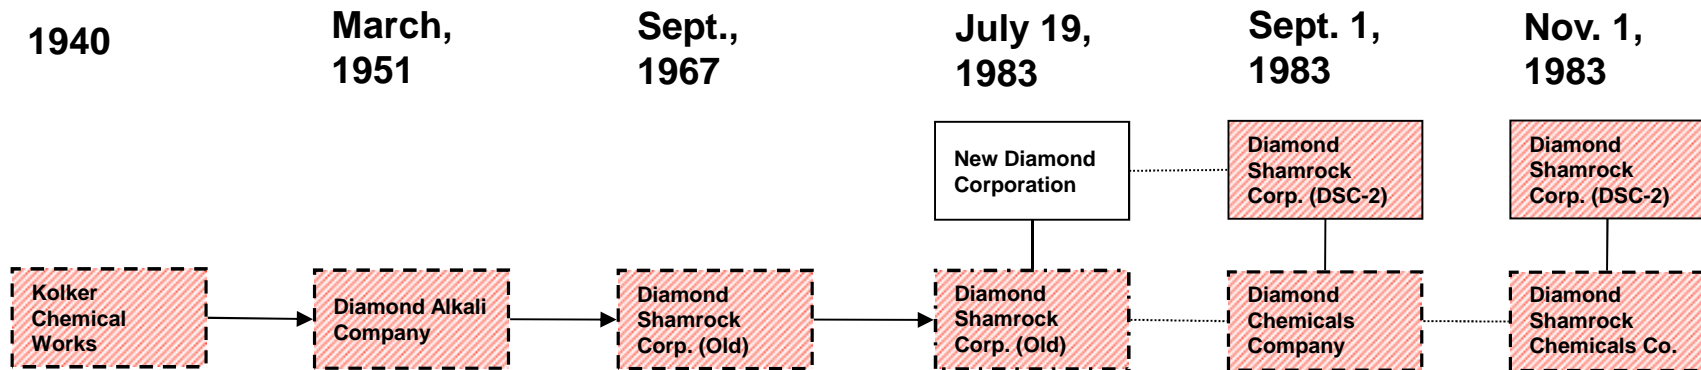 1940
March,
1951
Sept.,
1967
July 19,
1983
Sept. 1,
1983
Nov. 1,
1983
New Diamond
Corporation
Diamond
Shamrock
Corp. (DSC-2)
Diamond
Shamrock
Corp. (DSC-2)
Kolker
Chemical
Works
Diamond Alkali
Company
Diamond
Shamrock
Corp. (Old)
Diamond
Shamrock
Corp. (Old)
Diamond
Chemicals
Company
Diamond
Shamrock
Chemicals Co.